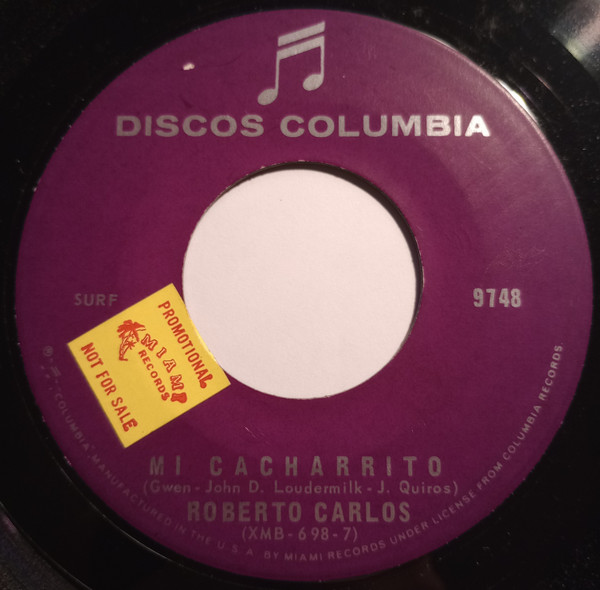 DISCOS COLUMBIA
SURF
9748
PROMOTIONAL
MIAMI
RECORDS
NOT FOR SALE
MI CACHARRITO
(Gwen - John D. Loudermilk - J. Quiros)
ROBERTO CARLOS
(XMB-698-7)
"COLUMBIA" MANUFACTURED IN THE U.S.A. BY MIAMI RECORDS UNDER LICENSE FROM COLUMBIA RECORDS